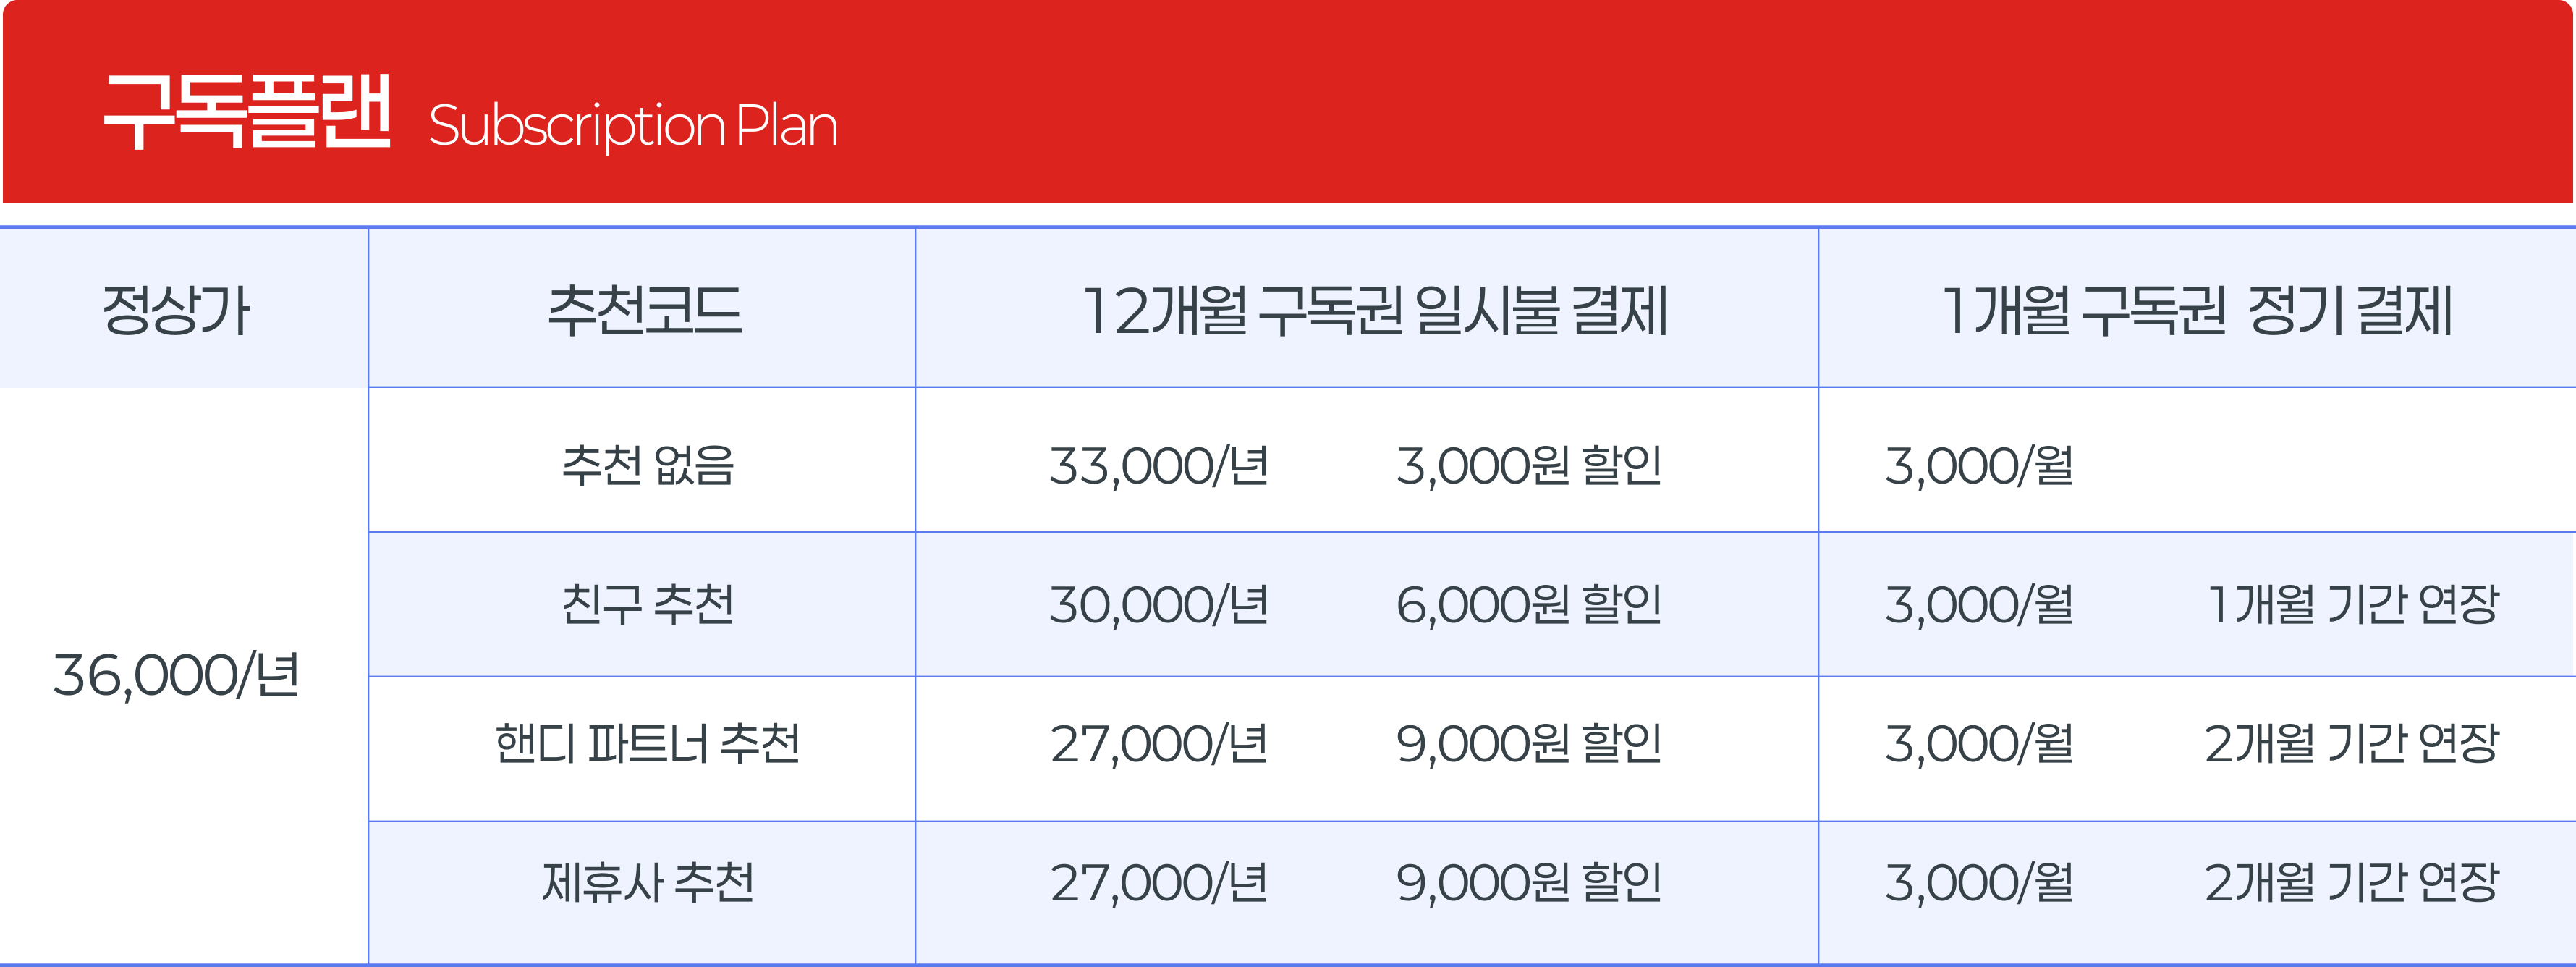 구독플랜 Subscription Plan
정상가 추천코드 12개월 구독권 일시불 결제 1개월 구독권 정기 결제
추천 없음 33,000/년 3,000원 할인 3,000/월
친구 추천 30,000/년 6,000원 할인 3,000/월 1개월 기간 연장
36,000/년
핸디 파트너 추천 27,000/년 9,000원 할인 3,000/월 2개월 기간 연장
제휴사 추천 27,000/년 9,000원 할인 3,000/월 2개월 기간 연장